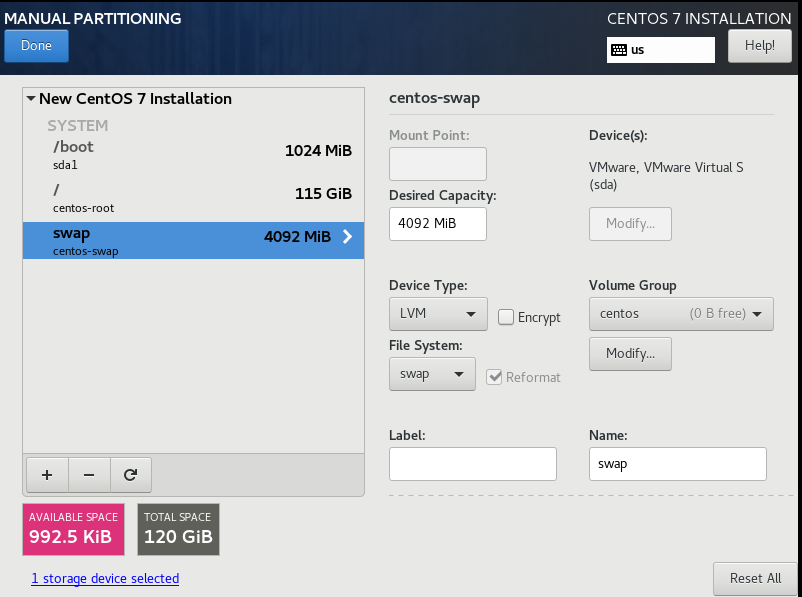 MANUAL PARTITIONING
CENTOS 7 INSTALLATION
Done
us
Help!
New CentOS 7 Installation
SYSTEM
/boot
1024 MiB
sda1
/
115 GiB
centos-root
swap
4092 MiB
centos-swap
+ −
AVAILABLE SPACE
992.5 KiB
TOTAL SPACE
120 GiB
1 storage device selected
centos-swap
Mount Point:
Desired Capacity:
4092 MiB
Device(s):
VMware, VMware Virtual S
(sda)
Modify...
Device Type:
LVM
Encrypt
Volume Group
centos (0 B free)
Modify...
File System:
swap
Reformat
Label:
Name:
swap
Reset All